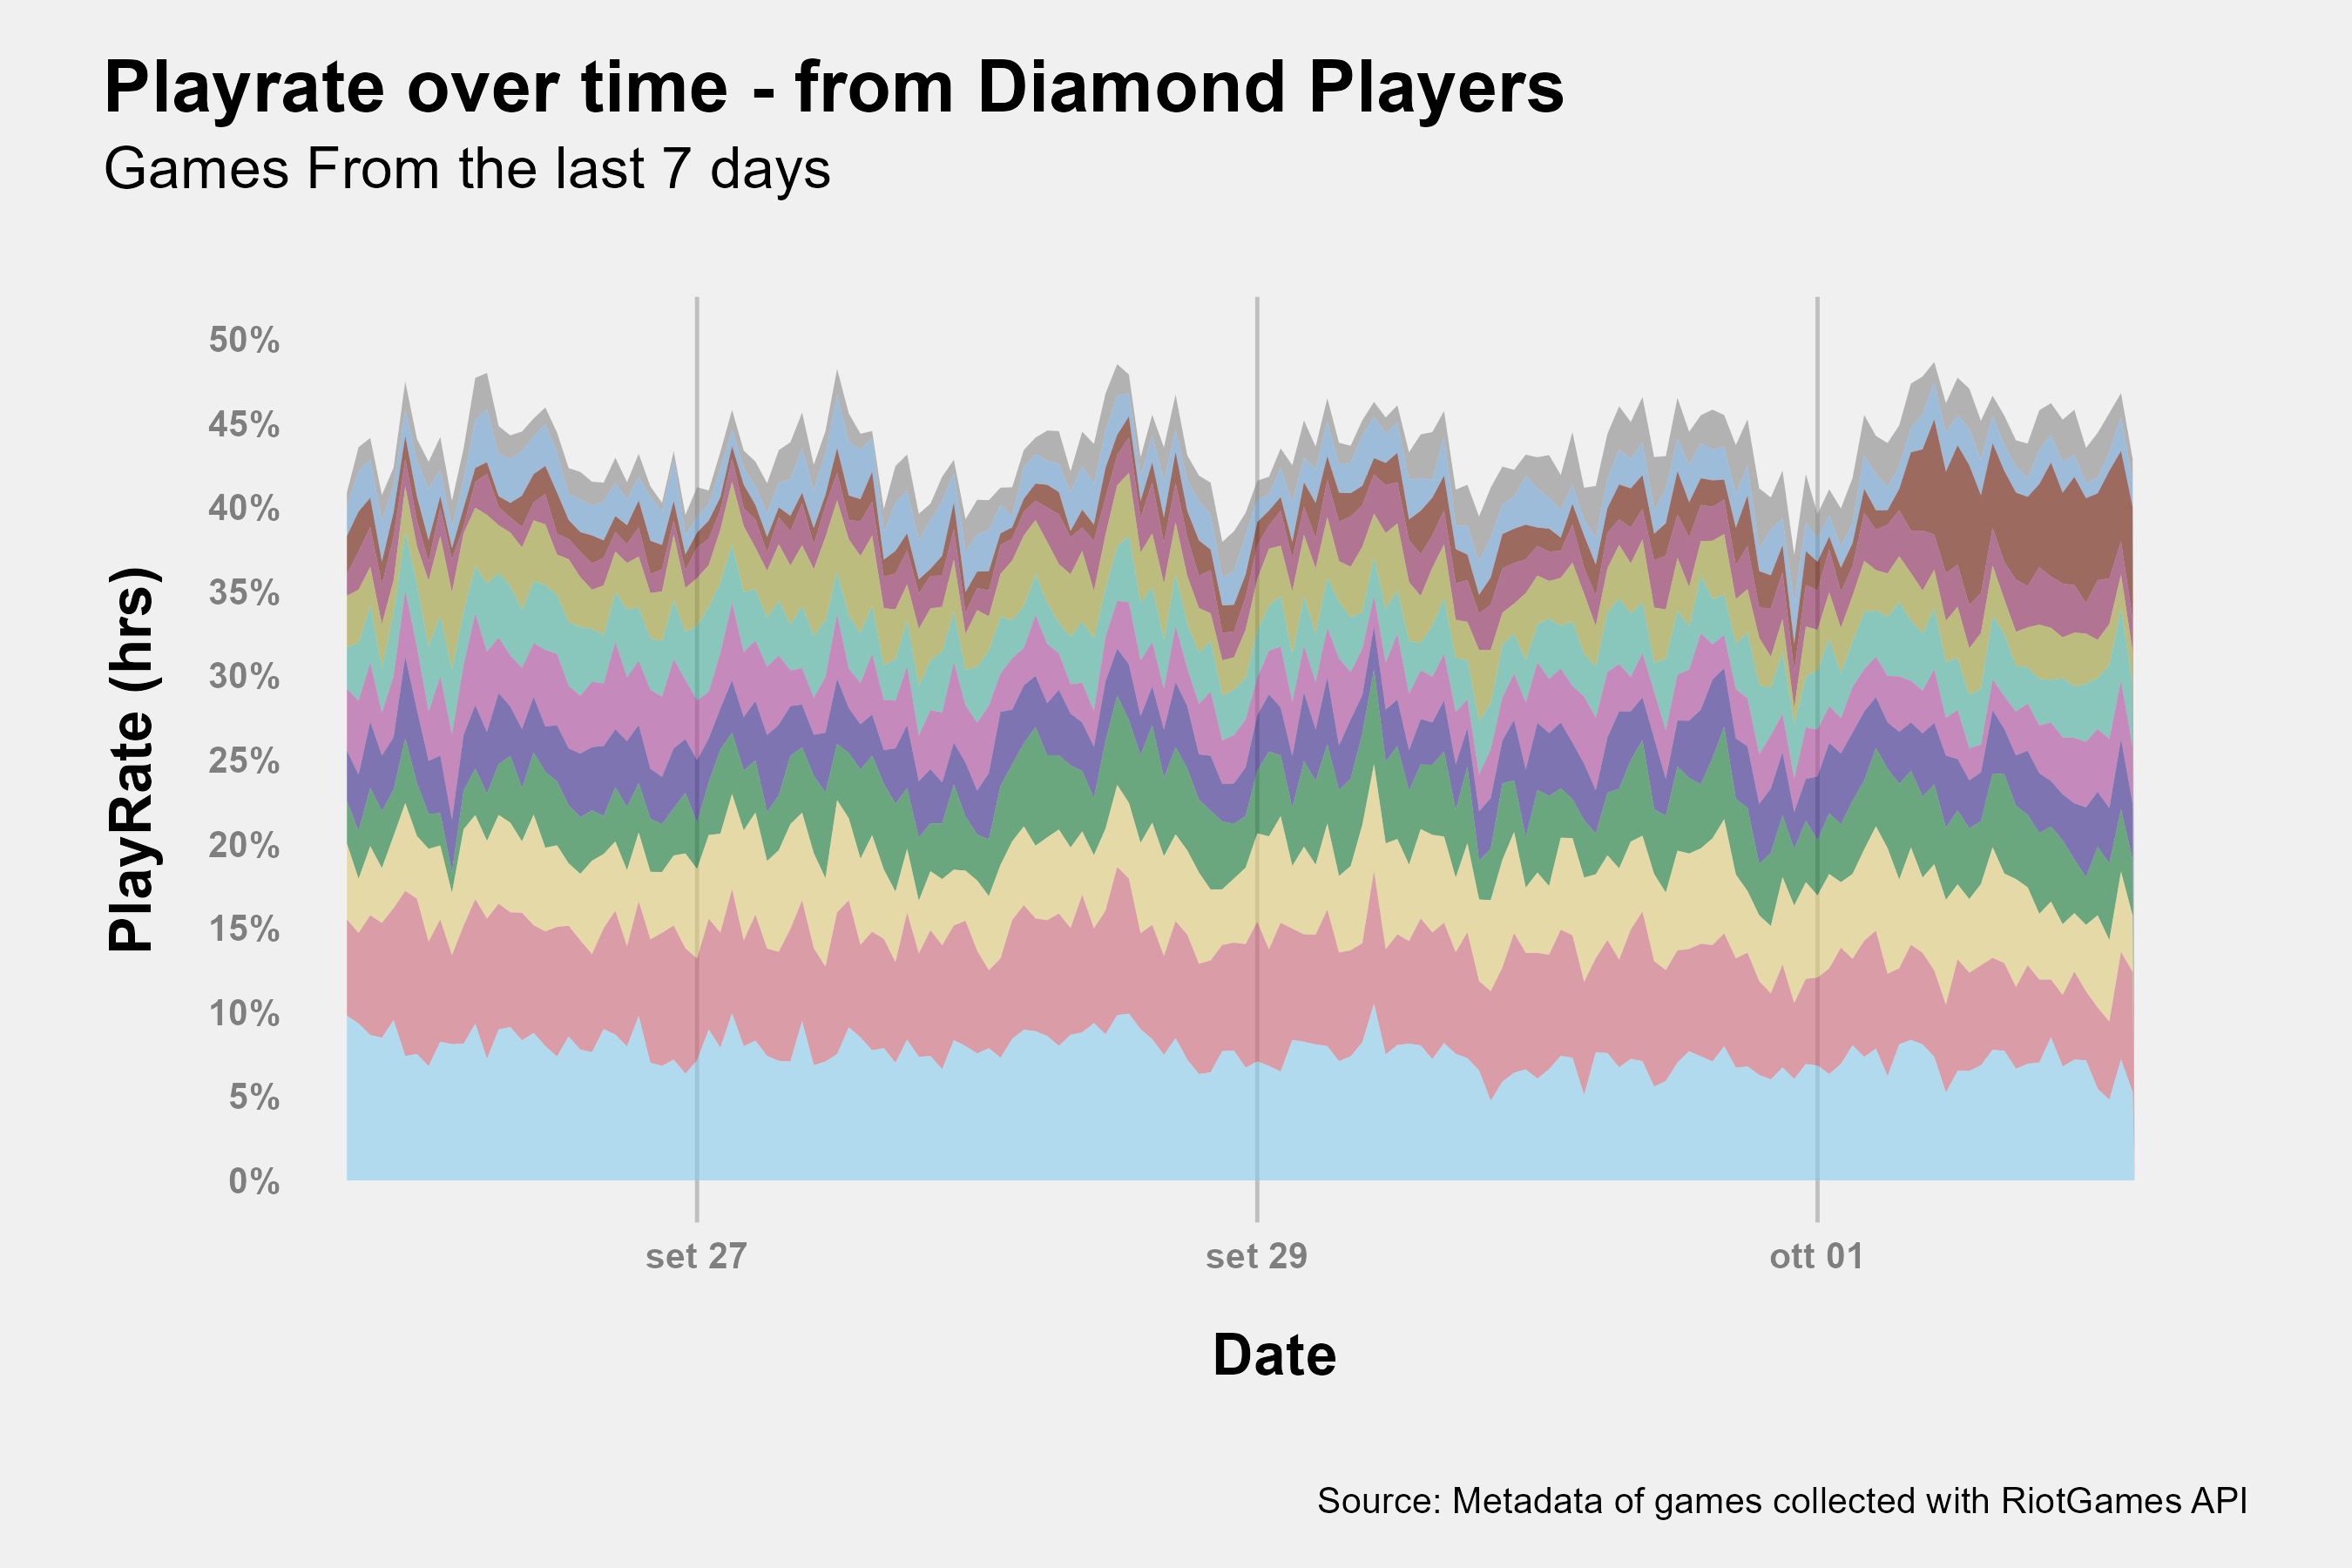 Playrate over time - from Diamond Players
Games From the last 7 days
50%
45%
40%
35%
30%
25%
20%
15%
10%
5%
0%
PlayRate (hrs)
set 27
set 29
ott 01
Date
Source: Metadata of games collected with RiotGames API